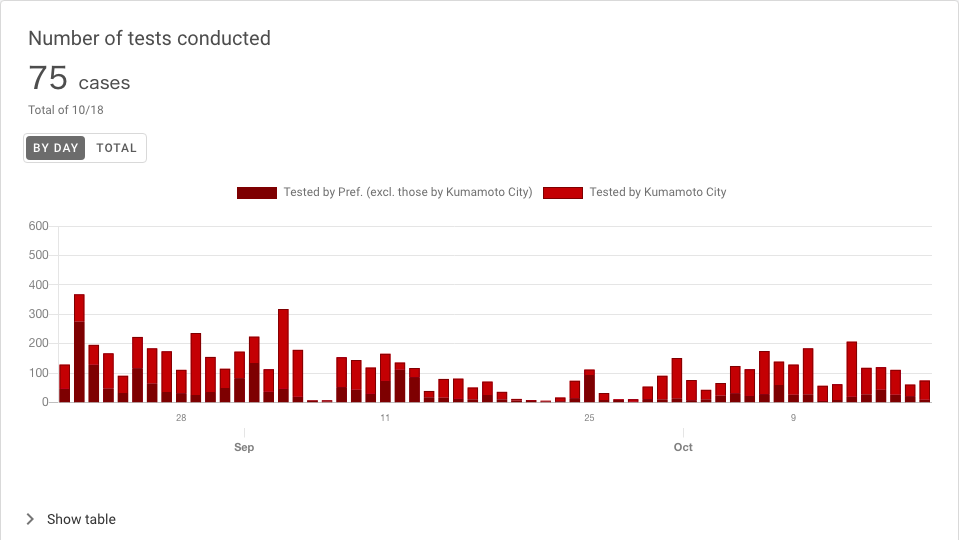 Number of tests conducted
75 cases
Total of 10/18
BY DAY TOTAL
Tested by Pref. (excl. those by Kumamoto City) Tested by Kumamoto City
600
500
400
300
200
100
0
28 11 25 9
Sep Oct
Show table